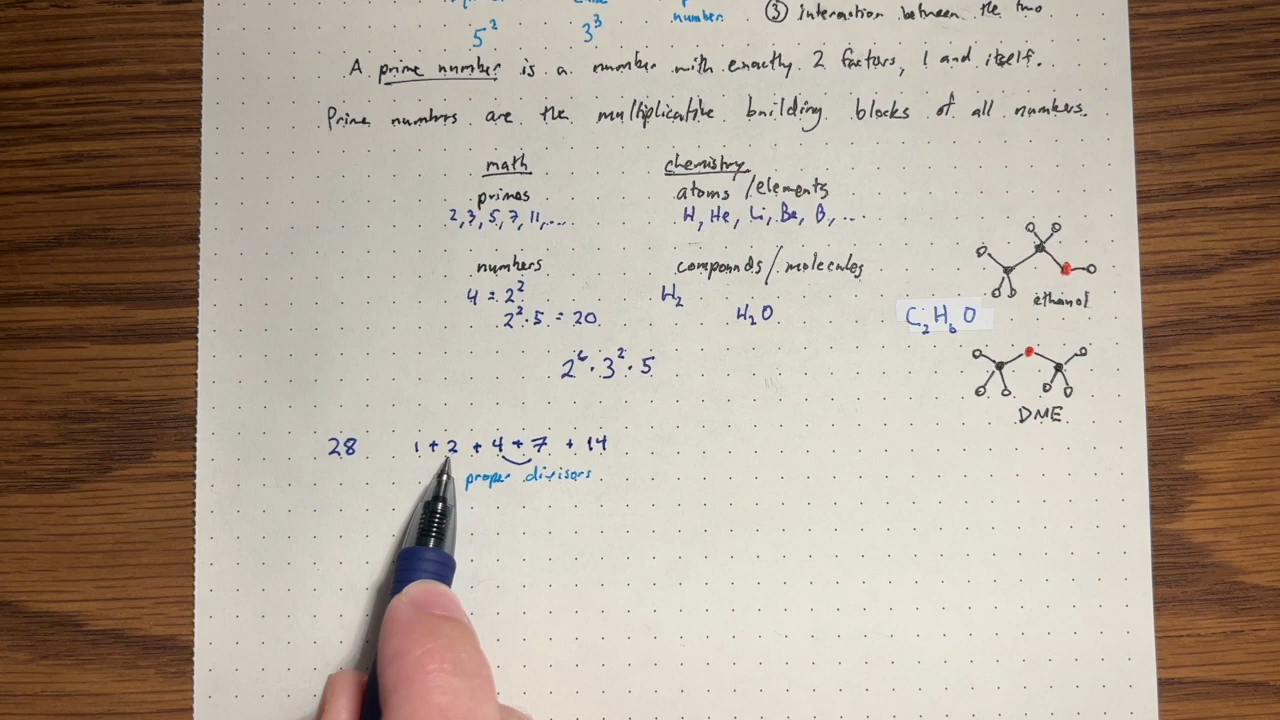 number. ③ interaction between the two
5² 3³
A prime number is a number with exactly 2 factors, 1 and itself.
Prime numbers are the multiplicative building blocks of all numbers.
math chemistry
primes atoms/elements
2, 3, 5, 7, 11, .... H, He, Li, Be, B, ...
numbers compounds/molecules
4 = 2² H₂
ethanol
2²·5 = 20 H₂O C₂H₆O
2⁶·3²·5
DME
28 1 + 2 + 4 + 7 + 14
proper divisors